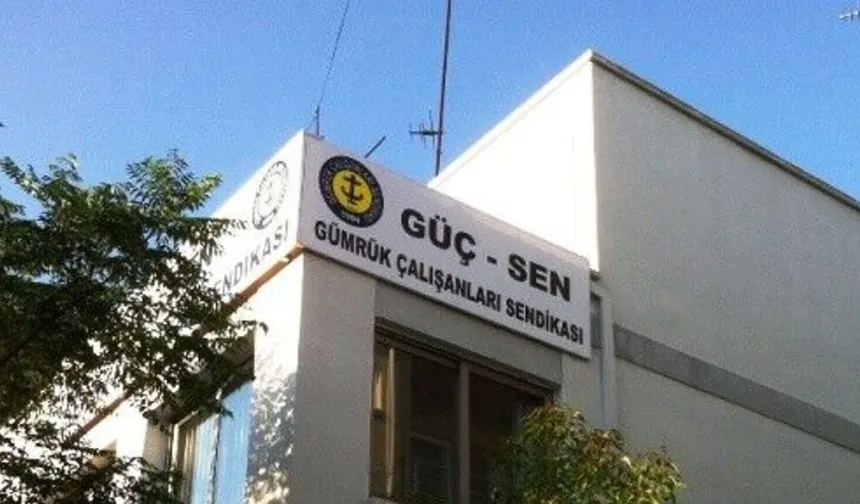 GÜÇ - SEN
GÜMRÜK ÇALIŞANLARI SENDİKASI
SENDİKASI